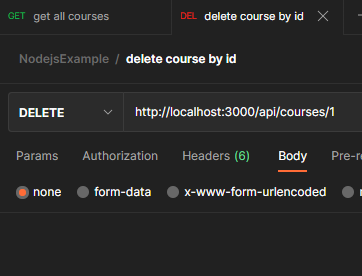 GET get all courses DEL delete course by id
NodejsExample / delete course by id
DELETE http://localhost:3000/api/courses/1
Params Authorization Headers (6) Body Pre-re
none form-data x-www-form-urlencoded